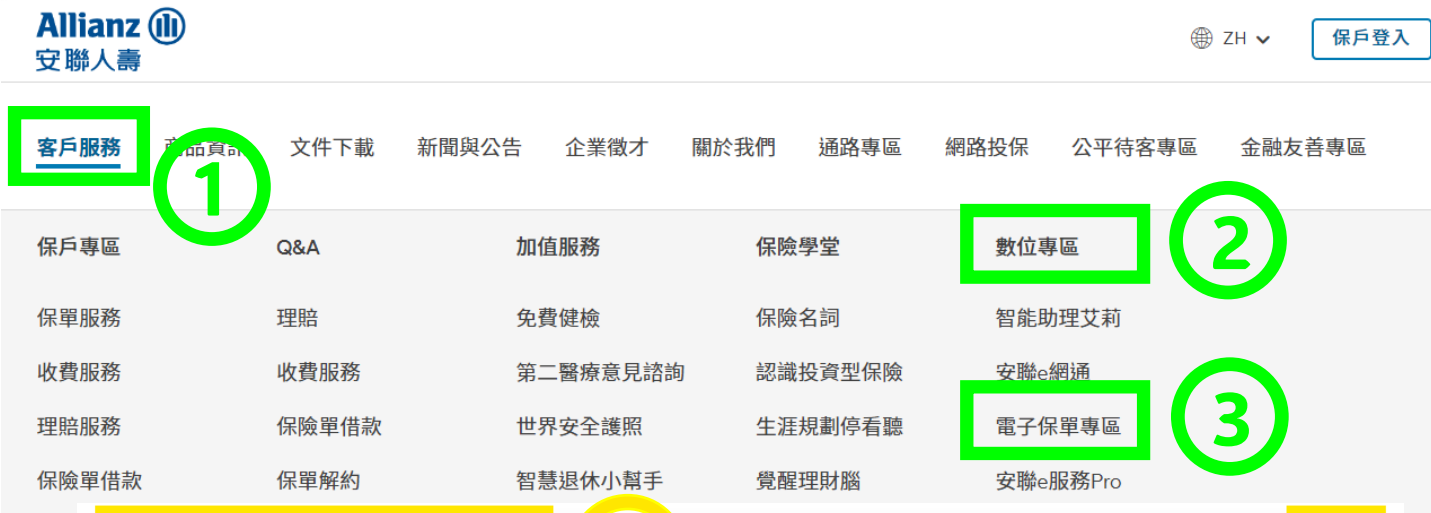 Allianz
安聯人壽
ZH
保戶登入
客戶服務 文件下載 新聞與公告 企業徵才 關於我們 通路專區 網路投保 公平待客專區 金融友善專區
1
保戶專區 Q&A 加值服務 保險學堂 數位專區
2
保單服務 理賠 免費健檢 保險名詞 智能助理艾莉
收費服務 收費服務 第二醫療意見諮詢 認識投資型保險 安聯e網通
理賠服務 保險單借款 世界安全護照 生涯規劃停看聽 電子保單專區
3
保險單借款 保單解約 智慧退休小幫手 覺醒理財腦 安聯e服務Pro